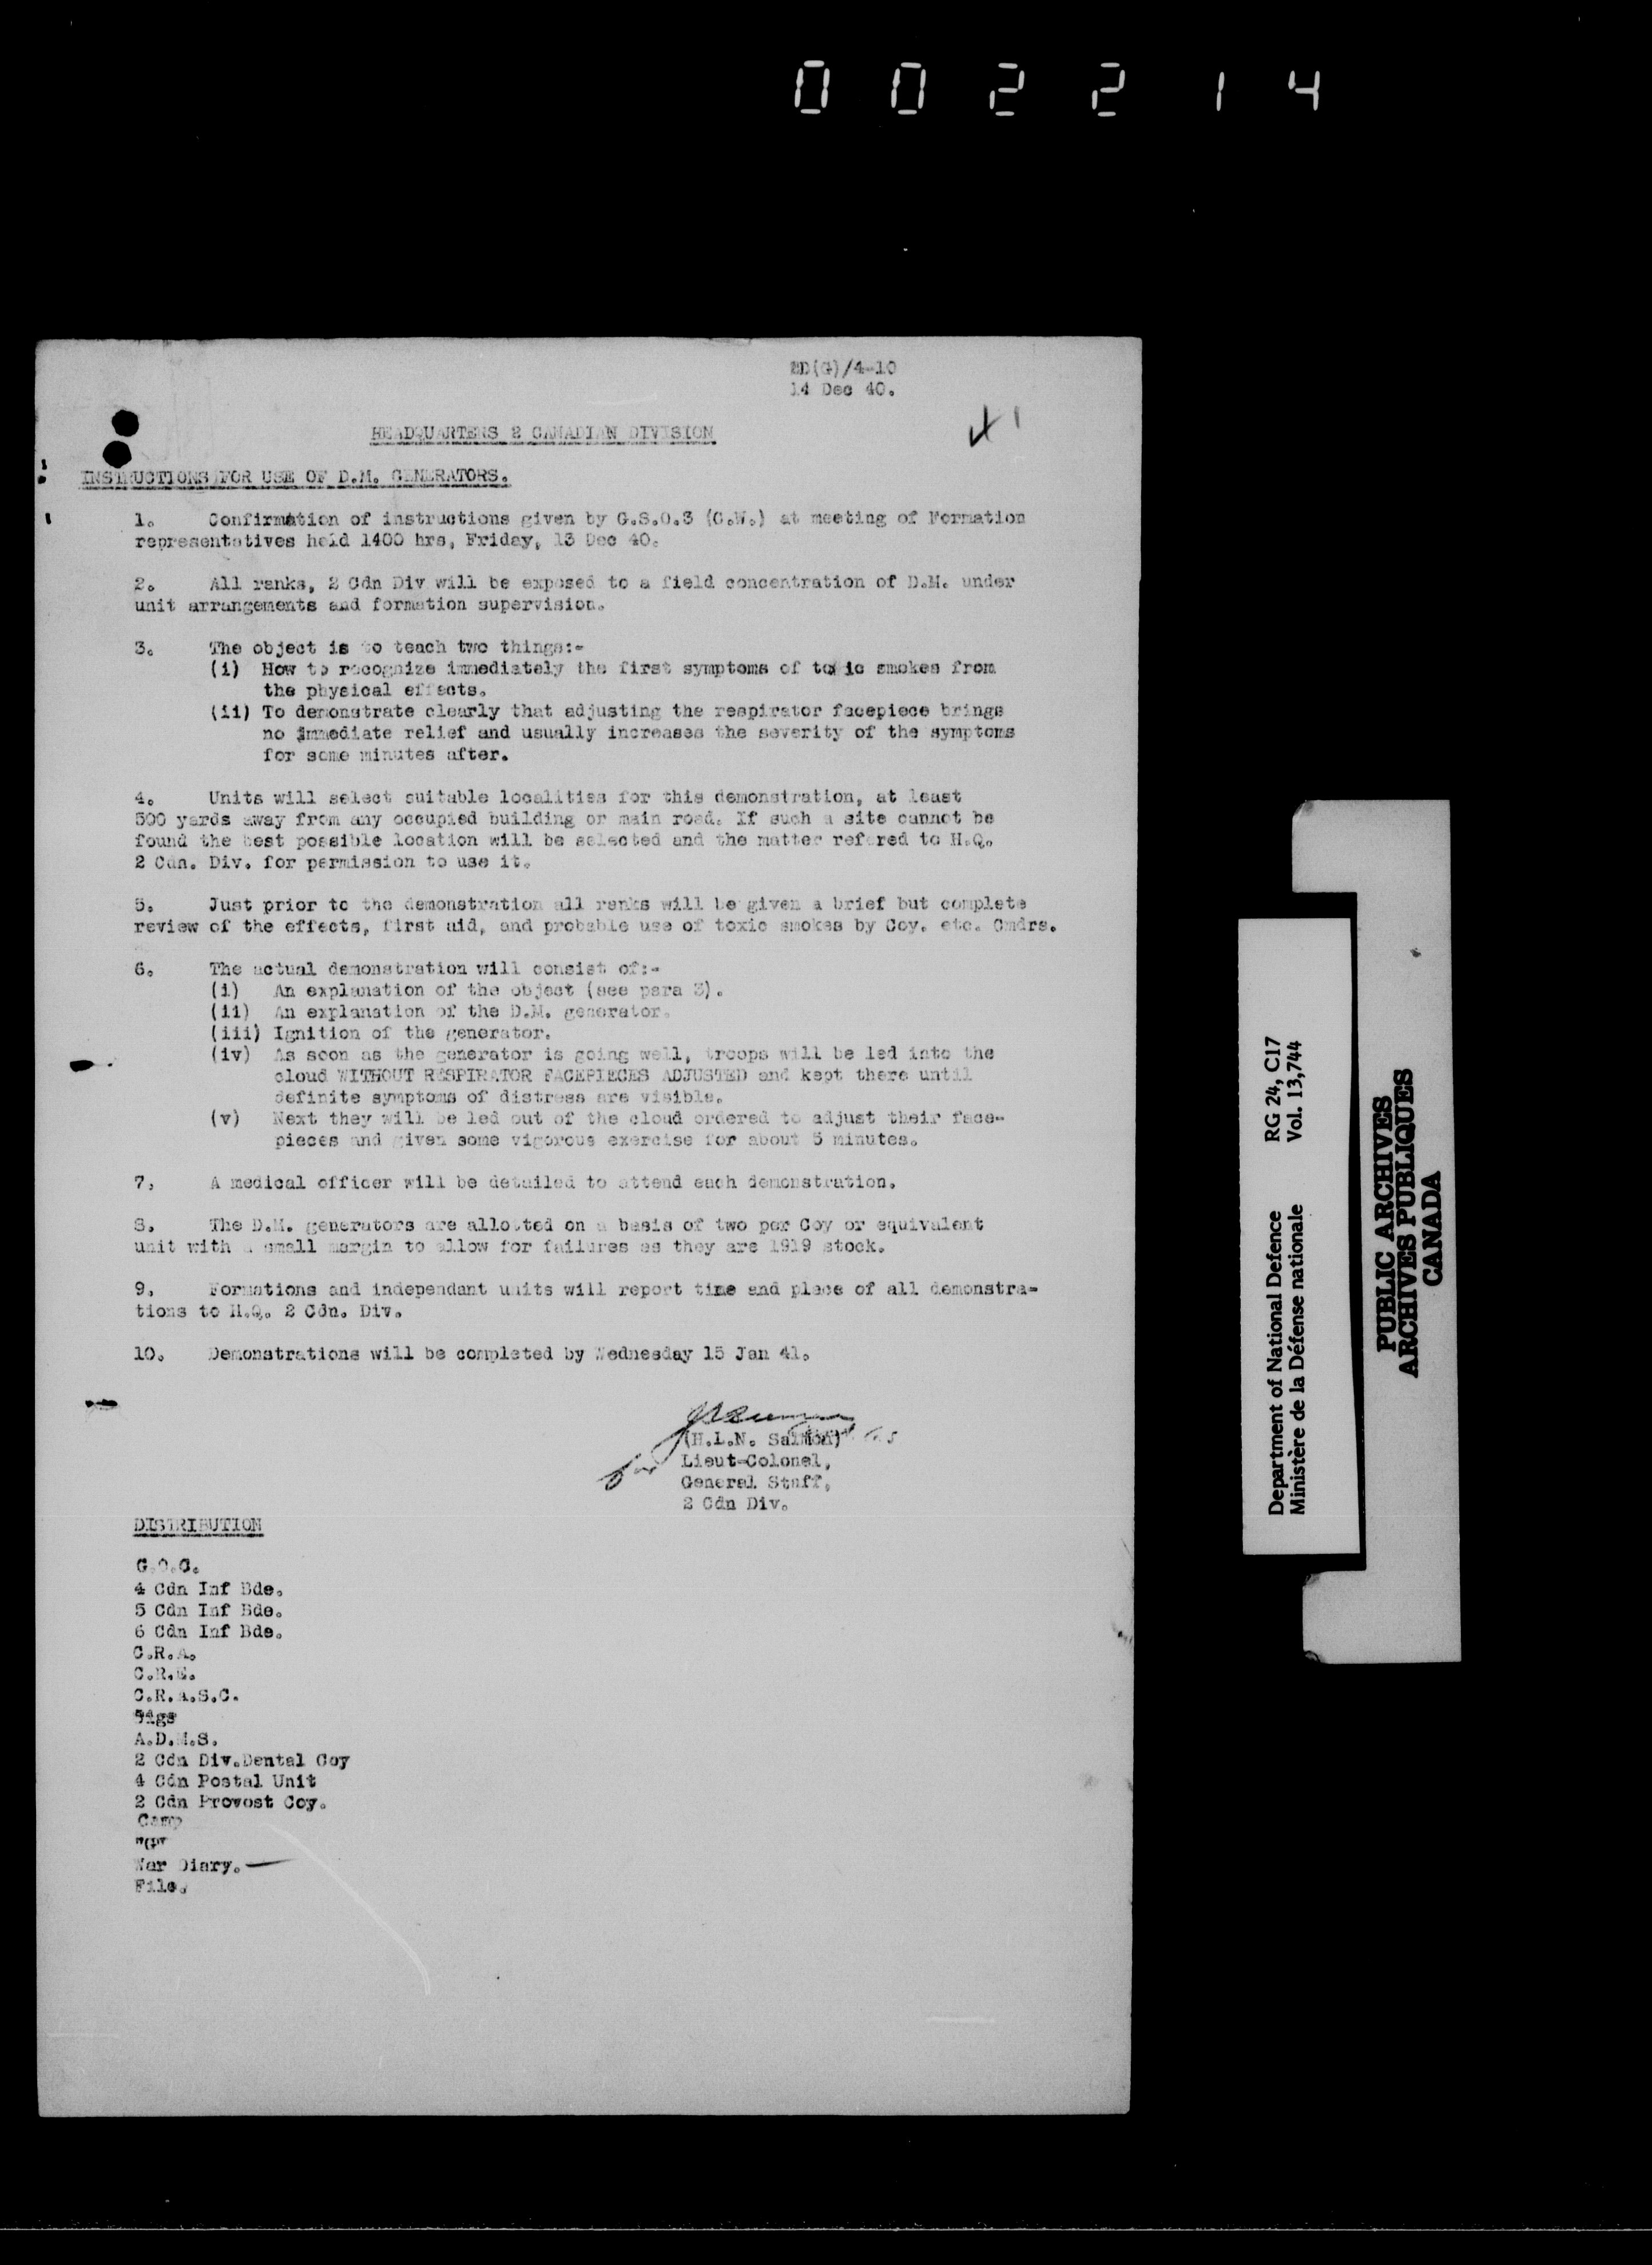 002214
2D(G)/4-10
14 Dec 40.
HEADQUARTERS 2 CANADIAN DIVISION
INSTRUCTIONS FOR USE OF D.M. GENERATORS.
1. Confirmation of instructions given by G.S.O.3 (C.W.) at meeting of Formation
representatives held 1400 hrs, Friday, 13 Dec 40.
2. All ranks, 2 Cdn Div will be exposed to a field concentration of D.M. under
unit arrangements and formation supervision.
3. The object is to teach two things:-
(i) How to recognize immediately the first symptoms of toxic smokes from
the physical effects.
(ii) To demonstrate clearly that adjusting the respirator facepiece brings
no immediate relief and usually increases the severity of the symptoms
for some minutes after.
4. Units will select suitable localities for this demonstration, at least
500 yards away from any occupied building or main road. If such a site cannot be
found the best possible location will be selected and the matter refered to H.Q.
2 Cdn. Div. for permission to use it.
5. Just prior to the demonstration all ranks will be given a brief but complete
review of the effects, first aid, and probable use of toxic smokes by Coy. etc. Cmdrs.
6. The actual demonstration will consist of:-
(i) An explanation of the object (see para 3).
(ii) An explanation of the D.M. generator.
(iii) Ignition of the generator.
(iv) As soon as the generator is going well, troops will be led into the
cloud WITHOUT RESPIRATOR FACEPIECES ADJUSTED and kept there until
definite symptoms of distress are visible.
(v) Next they will be led out of the cloud ordered to adjust their face-
pieces and given some vigorous exercise for about 5 minutes.
7. A medical officer will be detailed to attend each demonstration.
8. The D.M. generators are allotted on a basis of two per Coy or equivalent
unit with a small margin to allow for failures as they are 1919 stock.
9. Formations and independant units will report time and place of all demonstra-
tions to H.Q. 2 Cdn. Div.
10. Demonstrations will be completed by Wednesday 15 Jan 41.
(H.L.N. Salmon)
for Lieut-Colonel,
General Staff,
2 Cdn Div.
DISTRIBUTION
G.O.C.
4 Cdn Inf Bde.
5 Cdn Inf Bde.
6 Cdn Inf Bde.
C.R.A.
C.R.E.
C.R.A.S.C.
Sigs
A.D.M.S.
2 Cdn Div.Dental Coy
4 Cdn Postal Unit
2 Cdn Provost Coy.
Camp
"G"
War Diary.
File.
Department of National Defence RG 24, C17
Ministère de la Défense nationale Vol. 13,744
PUBLIC ARCHIVES
ARCHIVES PUBLIQUES
CANADA